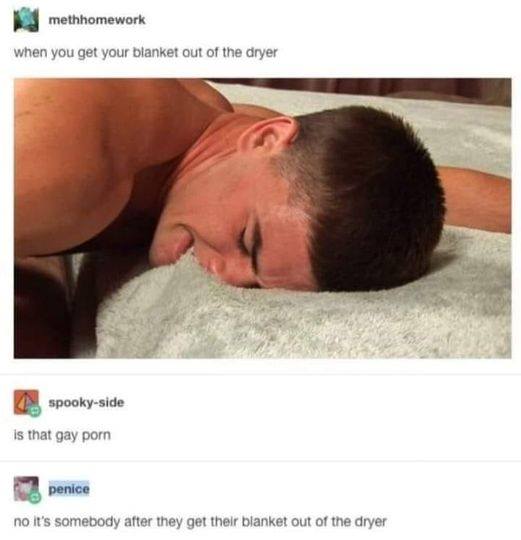 methhomework
when you get your blanket out of the dryer
spooky-side
is that gay porn
penice
no it's somebody after they get their blanket out of the dryer